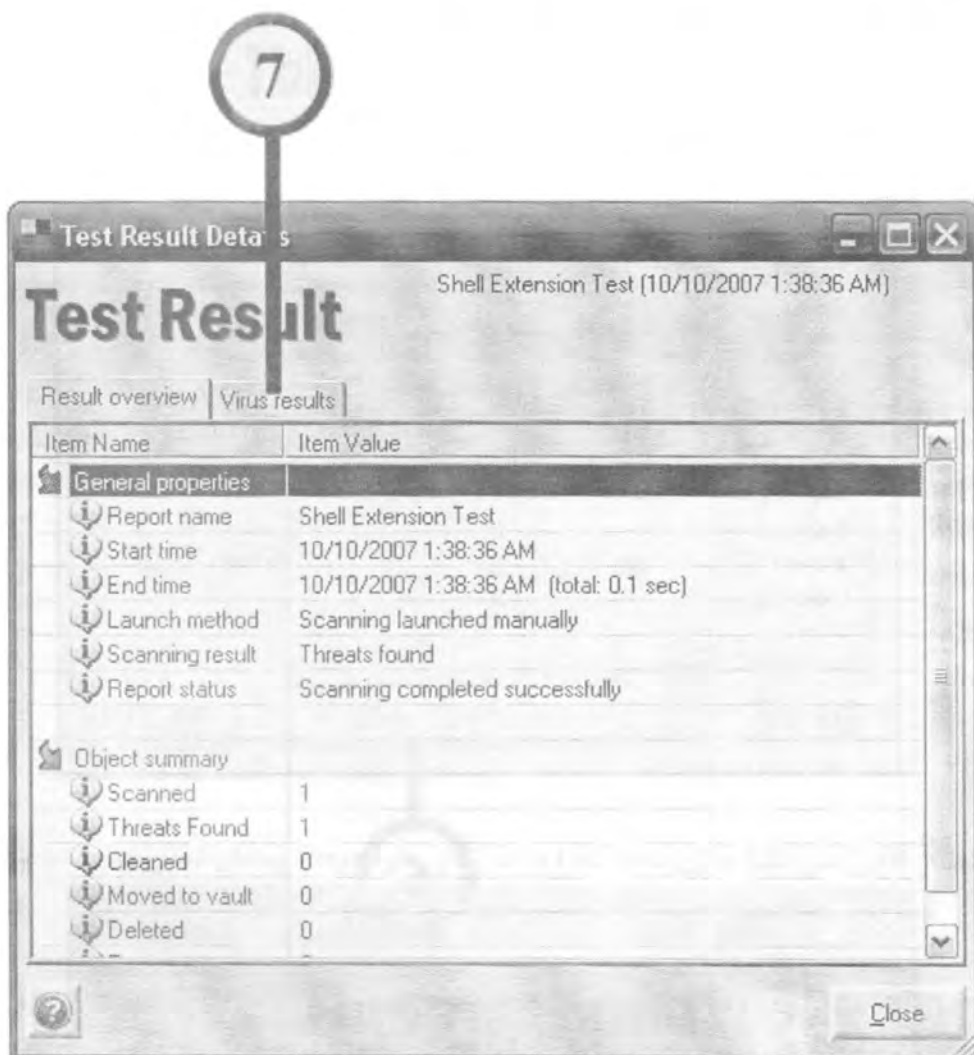 7
Test Result Deta s
Shell Extension Test (10/10/2007 1:38:36 AM)
Test Result
Result overview Virus results
Item Name Item Value
General properties
Report name Shell Extension Test
Start time 10/10/2007 1:38:36 AM
End time 10/10/2007 1:38:36 AM (total: 0.1 sec)
Launch method Scanning launched manually
Scanning result Threats found
Report status Scanning completed successfully
Object summary
Scanned 1
Threats Found 1
Cleaned 0
Moved to vault 0
Deleted 0
Close